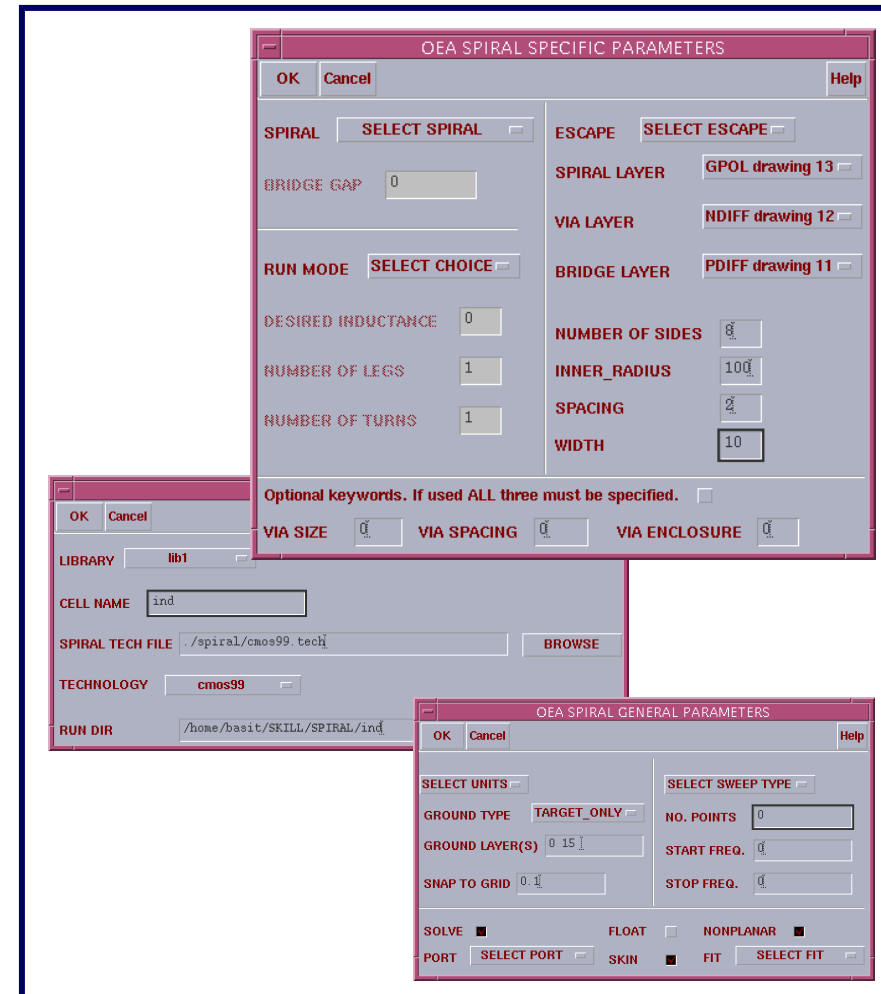 OEA SPIRAL SPECIFIC PARAMETERS
OK Cancel Help
SPIRAL SELECT SPIRAL
BRIDGE GAP 0
RUN MODE SELECT CHOICE
DESIRED INDUCTANCE 0
NUMBER OF LEGS 1
NUMBER OF TURNS 1
ESCAPE SELECT ESCAPE
SPIRAL LAYER GPOL drawing 13
VIA LAYER NDIFF drawing 12
BRIDGE LAYER PDIFF drawing 11
NUMBER OF SIDES 8
INNER_RADIUS 100
SPACING 2
WIDTH 10
Optional keywords. If used ALL three must be specified.
VIA SIZE 0 VIA SPACING 0 VIA ENCLOSURE 0
OK Cancel
LIBRARY lib1
CELL NAME ind
SPIRAL TECH FILE ./spiral/cmos99.tech BROWSE
TECHNOLOGY cmos99
RUN DIR /home/basit/SKILL/SPIRAL/ind
OEA SPIRAL GENERAL PARAMETERS
OK Cancel Help
SELECT UNITS
GROUND TYPE TARGET_ONLY
GROUND LAYER(S) 0 15
SNAP TO GRID 0.1
SELECT SWEEP TYPE
NO. POINTS 0
START FREQ. 0
STOP FREQ. 0
SOLVE FLOAT NONPLANAR
PORT SELECT PORT SKIN FIT SELECT FIT